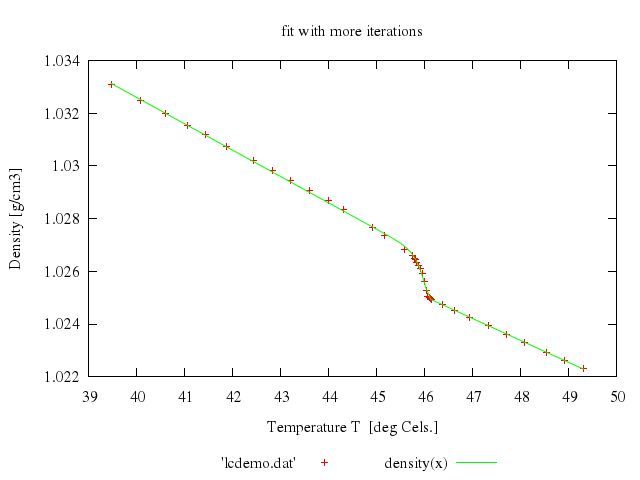 fit with more iterations
1.034
1.032
1.03
1.028
1.026
1.024
1.022
Density [g/cm3]
39 40 41 42 43 44 45 46 47 48 49 50
Temperature T [deg Cels.]
'lcdemo.dat' density(x)